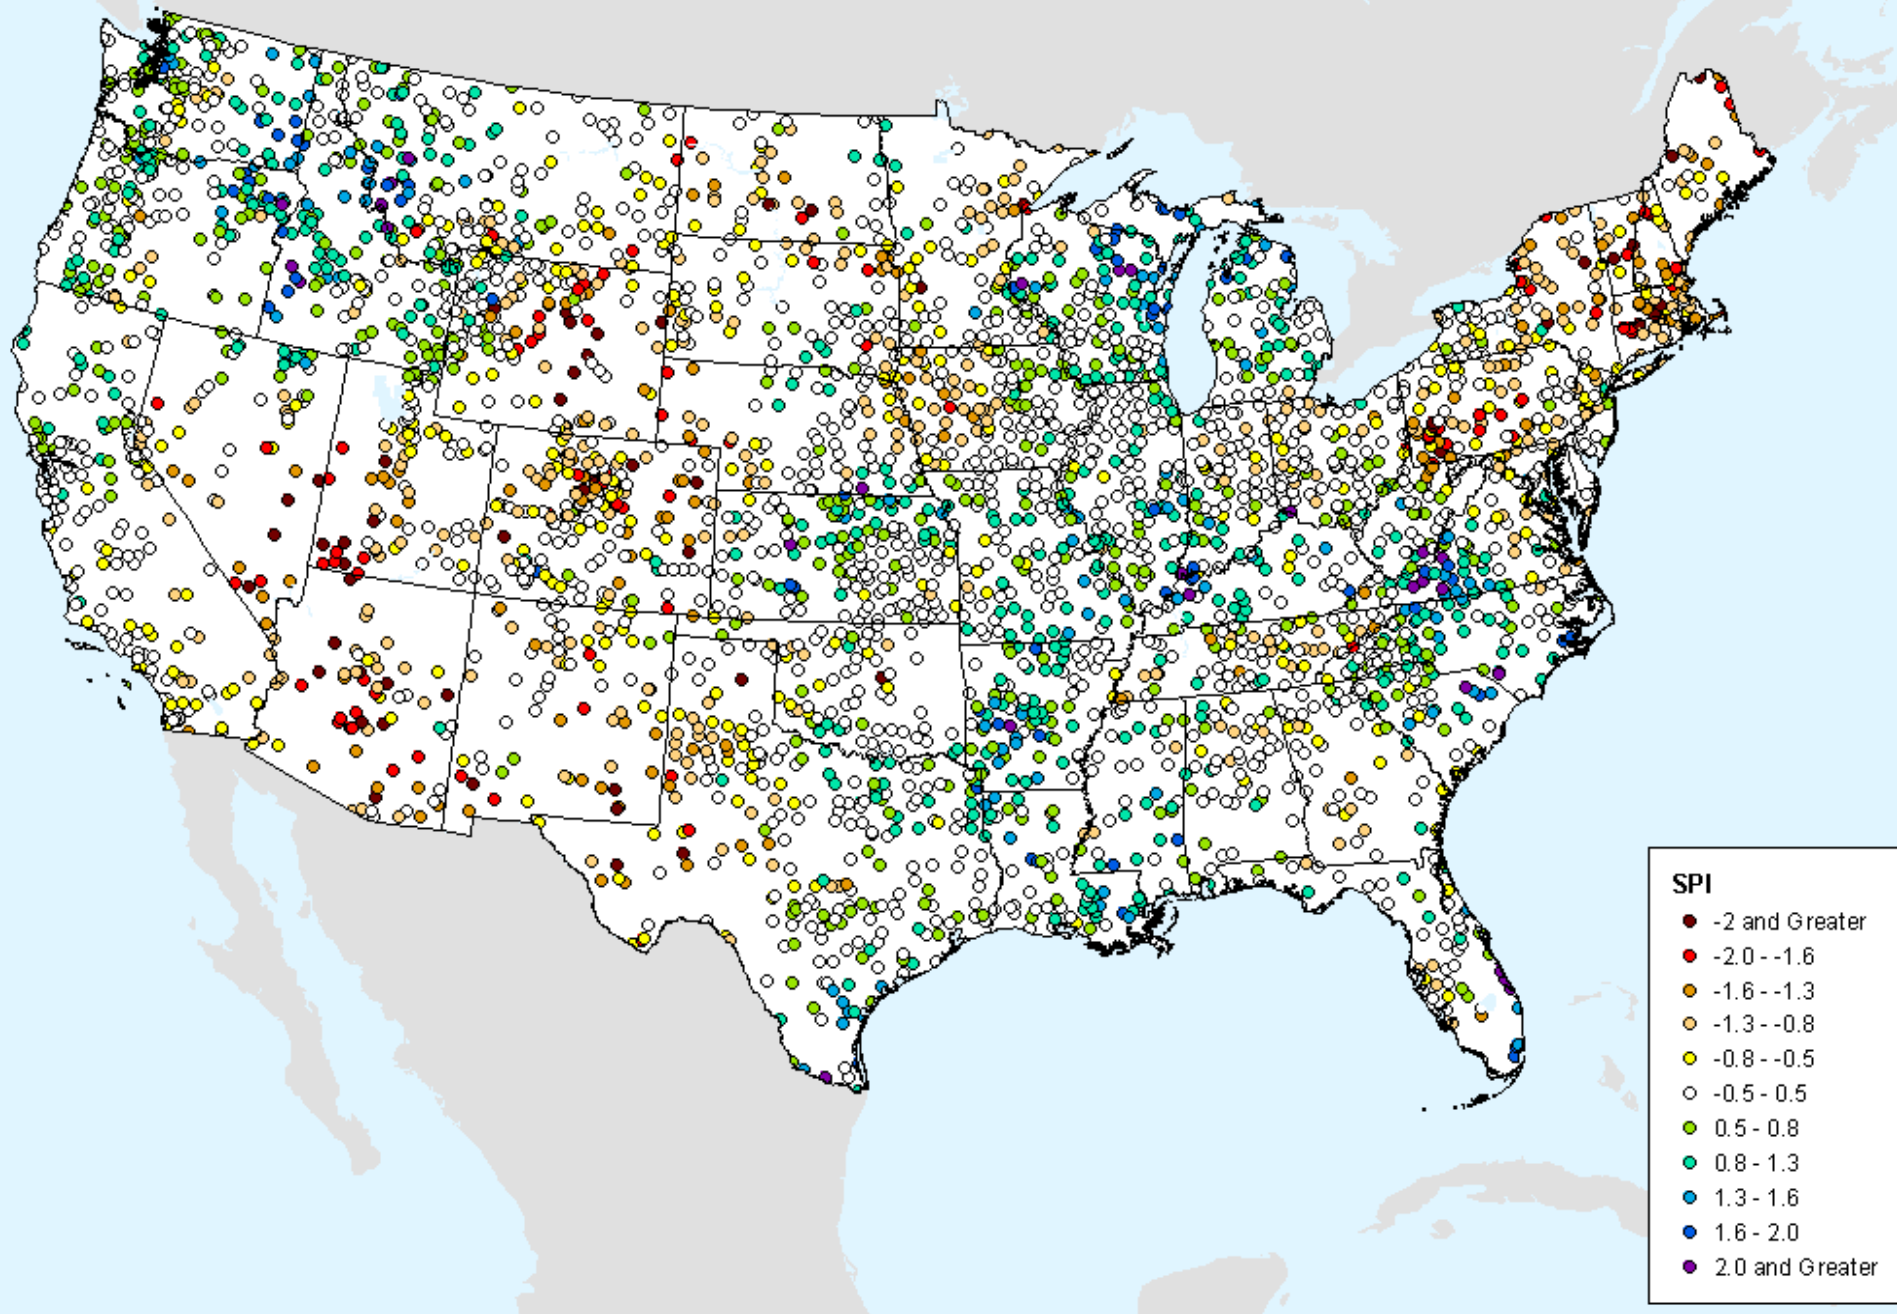 SPI
-2 and Greater
-2.0 - -1.6
-1.6 - -1.3
-1.3 - -0.8
-0.8 - -0.5
-0.5 - 0.5
0.5 - 0.8
0.8 - 1.3
1.3 - 1.6
1.6 - 2.0
2.0 and Greater